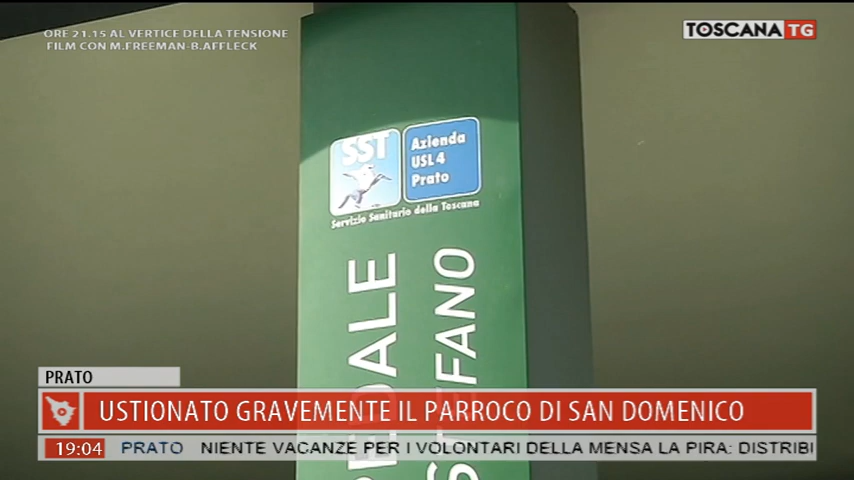 ORE 21.15 AL VERTICE DELLA TENSIONE
FILM CON M.FREEMAN-B.AFFLECK
TOSCANA TG
SST
Azienda
USL 4
Prato
Servizio Sanitario della Toscana
PEDALE
STEFANO
PRATO
USTIONATO GRAVEMENTE IL PARROCO DI SAN DOMENICO
19:04 PRATO NIENTE VACANZE PER I VOLONTARI DELLA MENSA LA PIRA: DISTRIBI